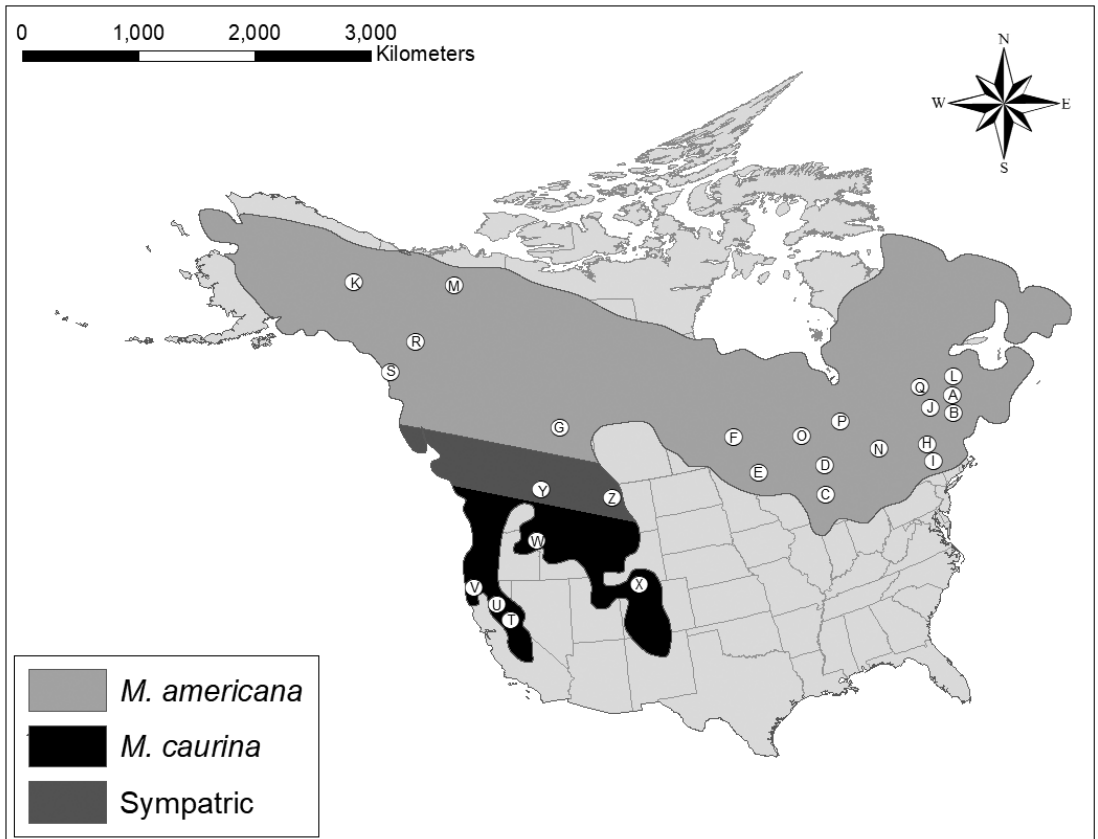 0 1,000 2,000 3,000
Kilometers
N
W E
S
K
M
R
S
G
F
O
P
Q
L
A
J
B
E
D
N
H
I
C
Y
Z
W
V
U
T
X
M. americana
M. caurina
Sympatric